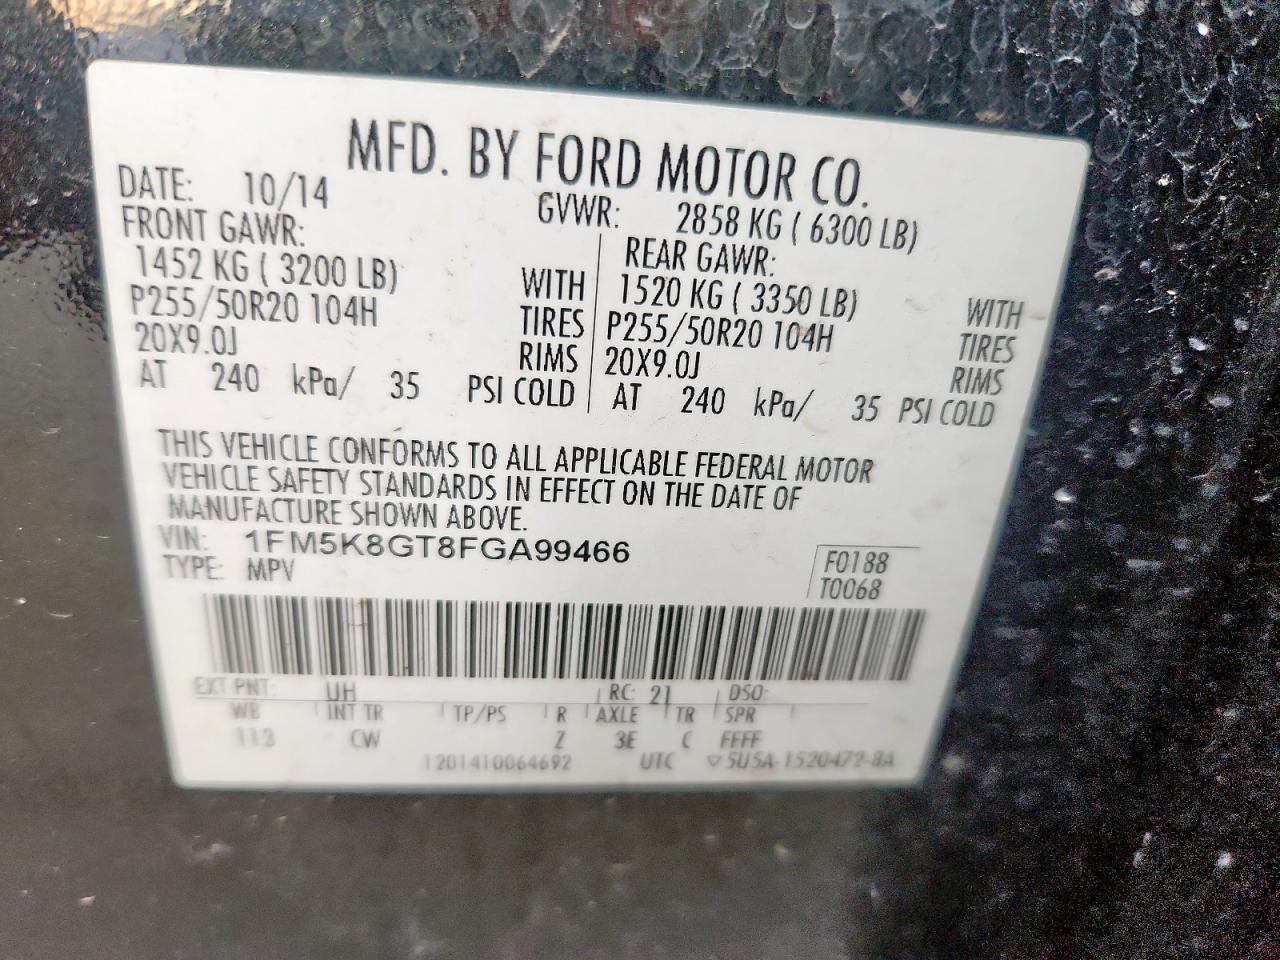 MFD. BY FORD MOTOR CO.
DATE: 10/14 GVWR: 2858 KG ( 6300 LB)
FRONT GAWR: REAR GAWR:
1452 KG ( 3200 LB) WITH 1520 KG ( 3350 LB) WITH
P255/50R20 104H TIRES P255/50R20 104H TIRES
20X9.0J RIMS 20X9.0J RIMS
AT 240 kPa/ 35 PSI COLD AT 240 kPa/ 35 PSI COLD
THIS VEHICLE CONFORMS TO ALL APPLICABLE FEDERAL MOTOR
VEHICLE SAFETY STANDARDS IN EFFECT ON THE DATE OF
MANUFACTURE SHOWN ABOVE.
VIN: 1FM5K8GT8FGA99466
TYPE: MPV
F0188
T0068
EXT PNT: UH RC: 21 DSO:
WB INT TR TP/PS R AXLE TR SPR
113 CW Z 3E C FFFF
1201410064692 UTC ▽5U5A-1520472-BA